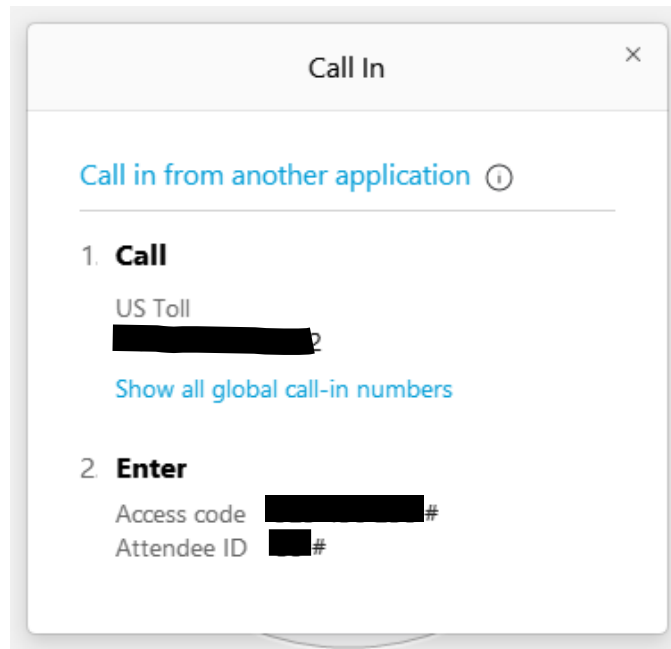 Call In
Call in from another application
1. Call
US Toll
2
Show all global call-in numbers
2. Enter
Access code #
Attendee ID #